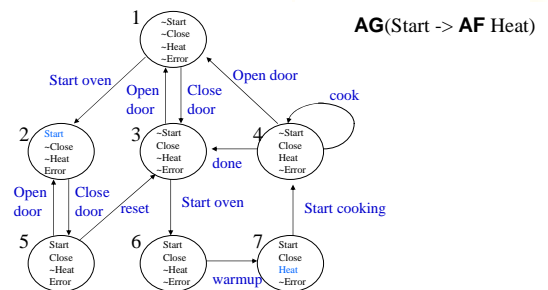 AG(Start -> AF Heat)
1
~Start
~Close
~Heat
~Error
Start oven
Open
door
Close
door
Open door
cook
2
Start
~Close
~Heat
Error
3
~Start
Close
~Heat
~Error
4
~Start
Close
Heat
~Error
done
Open
door
Close
door
reset
Start oven
Start cooking
5
Start
Close
~Heat
Error
6
Start
Close
~Heat
~Error
warmup
7
Start
Close
Heat
~Error